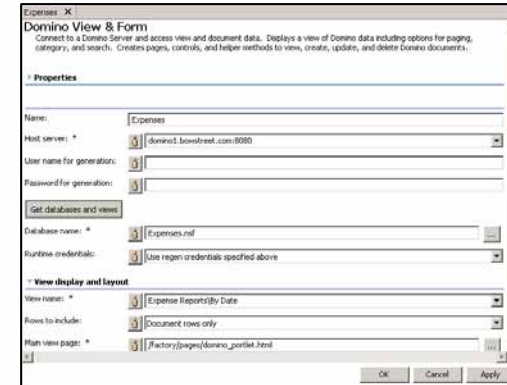 Expenses X
Domino View & Form
Connect to a Domino Server and access view and document data. Displays a view of Domino data including options for paging,
category, and search. Creates pages, controls, and helper methods to view, create, update, and delete Domino documents.
Properties
Name: Expenses
Host server: * domino1.bowstreet.com:8080
User name for generation:
Password for generation:
Get databases and views
Database name: * Expenses.nsf ...
Runtime credentials: Use regen credentials specified above
View display and layout
View name: * Expense Reports\By Date
Rows to include: Document rows only
Main view page: * /factory/pages/domino_portlet.html ...
OK Cancel Apply